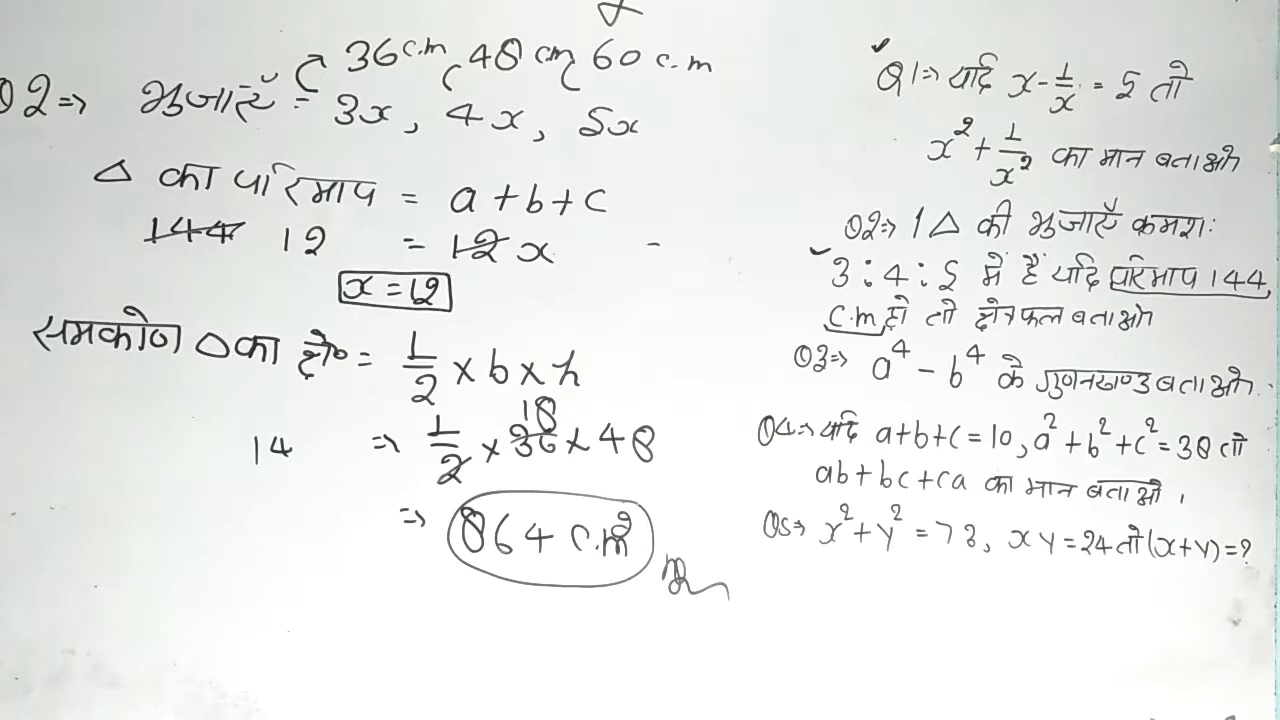 36 c.m 48 cm 60 c.m
Q2⇒ भुजाएँ = 3x, 4x, 5x
△ का परिमाप = a+b+c
144 12 = 12 x
x = 12
समकोण △ का क्षे० = 1/2 × b × h
18
14 ⇒ 1/2 × 36 × 48
⇒ 864 c.m²
Q1⇒ यदि x - 1/x = 5 तो
x² + 1/x² का मान बताओ
Q2⇒ 1 △ की भुजाएँ क्रमशः
3 : 4 : 5 में हैं यदि परिमाप 144
c.m हो तो क्षेत्रफल बताओ
Q3⇒ a⁴ - b⁴ के गुणनखण्ड बताओ
Q4⇒ यदि a+b+c=10, a²+b²+c²=38 तो
ab+bc+ca का मान बताओ।
Q5⇒ x²+y² = 73, xy=24 तो (x+y)=?